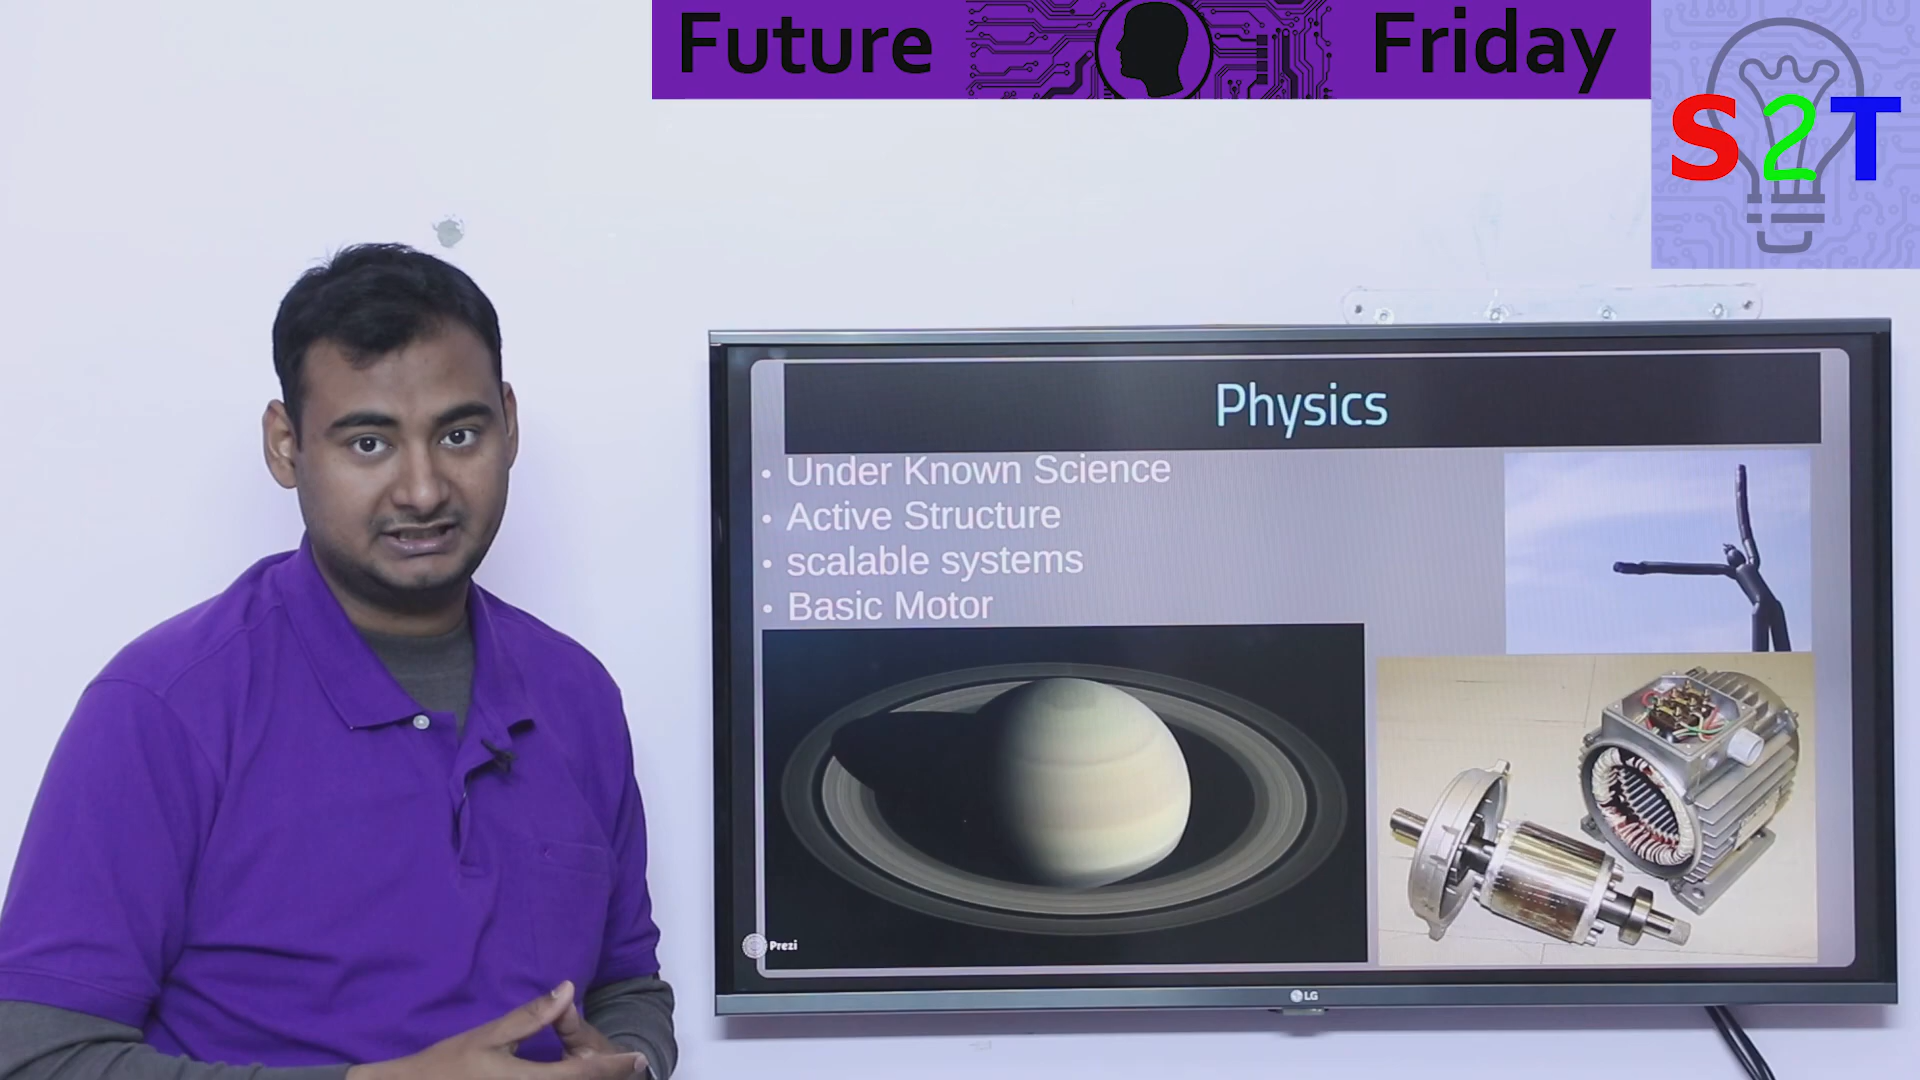 Future Friday
S2T
Physics
• Under Known Science
• Active Structure
• scalable systems
• Basic Motor
Prezi
LG